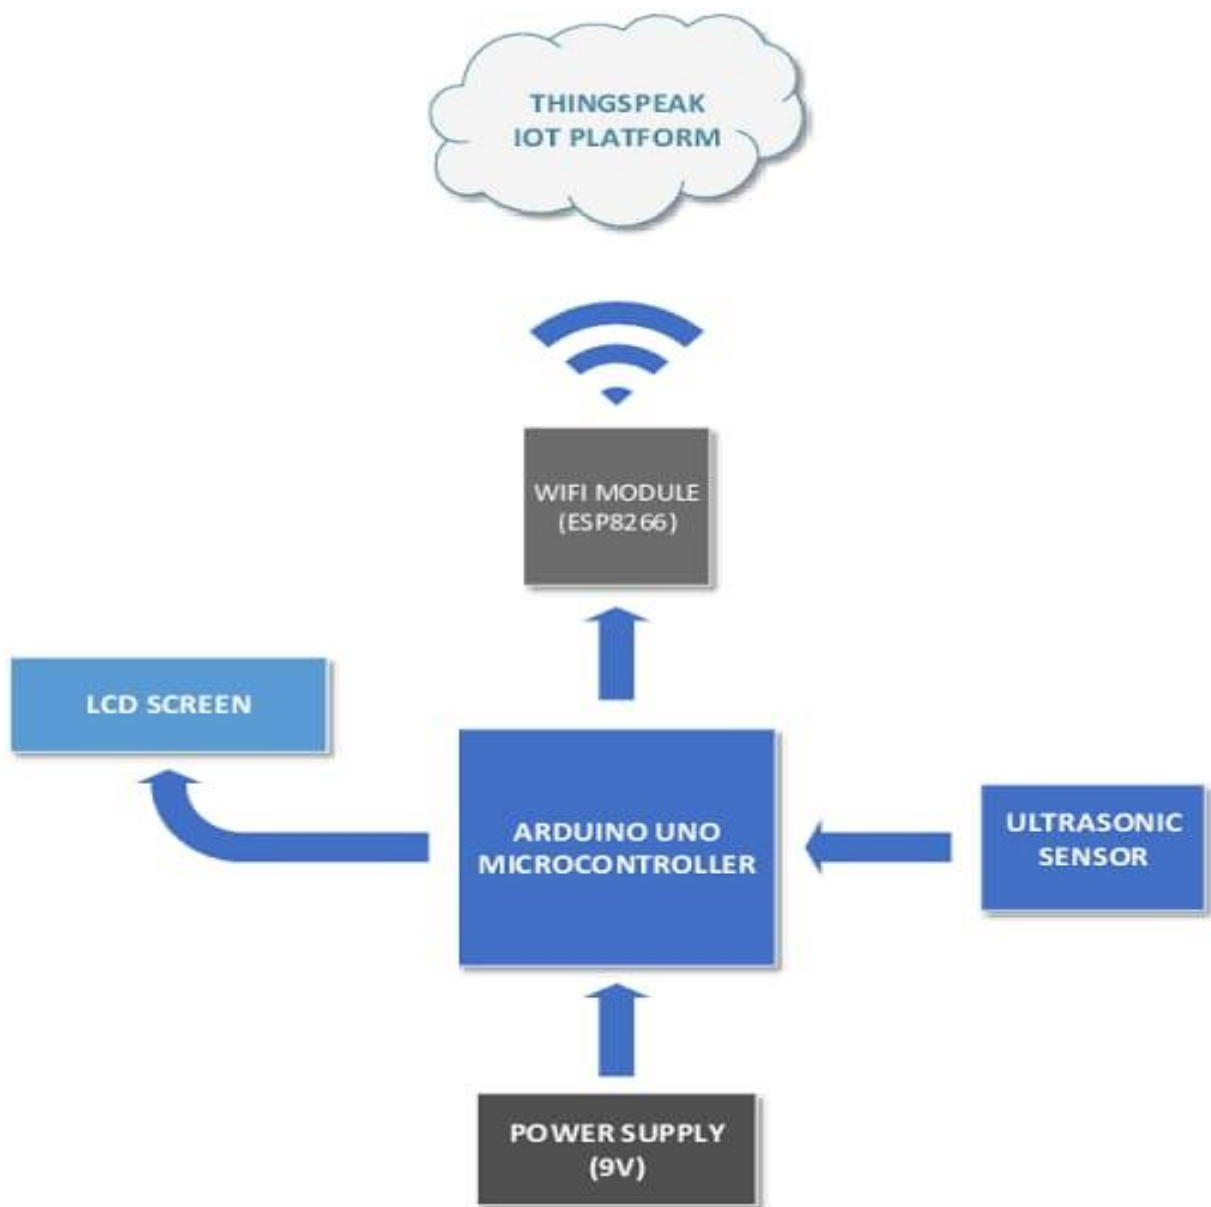 THINGSPEAK
IOT PLATFORM
WIFI MODULE
(ESP8266)
LCD SCREEN
ARDUINO UNO
MICROCONTROLLER
ULTRASONIC
SENSOR
POWER SUPPLY
(9V)